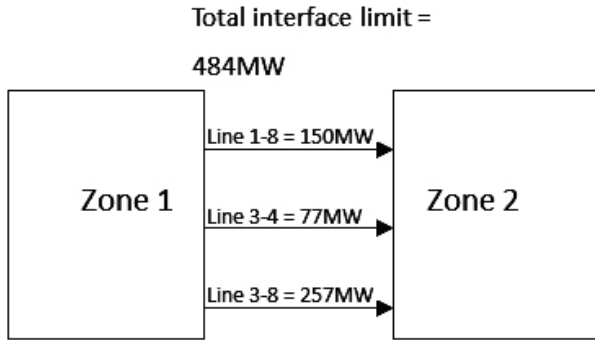 Total interface limit =
484MW
Line 1-8 = 150MW
Zone 1
Zone 2
Line 3-4 = 77MW
Line 3-8 = 257MW